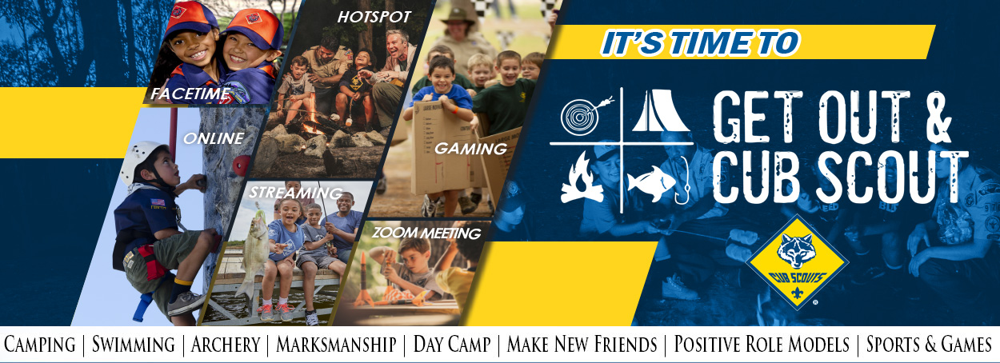 FACETIME
HOTSPOT
ONLINE
STREAMING
GAMING
ZOOM MEETING
IT'S TIME TO
GET OUT &
CUB SCOUT
CUB SCOUTS
®
CAMPING | SWIMMING | ARCHERY | MARKSMANSHIP | DAY CAMP | MAKE NEW FRIENDS | POSITIVE ROLE MODELS | SPORTS & GAMES